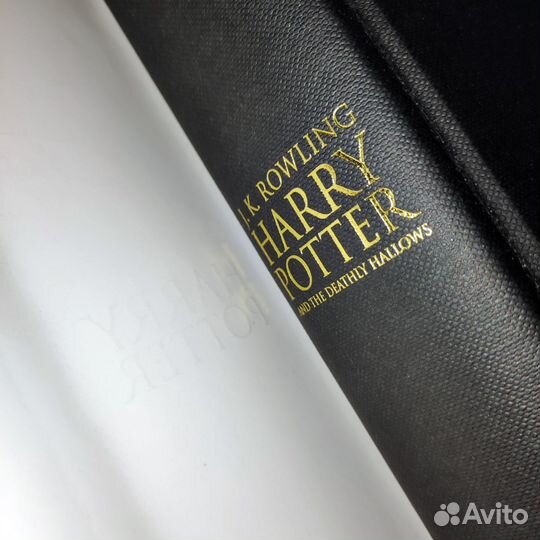 J.K. ROWLING
HARRY
POTTER
AND THE DEATHLY HALLOWS
HARRY
POTTER
Avito